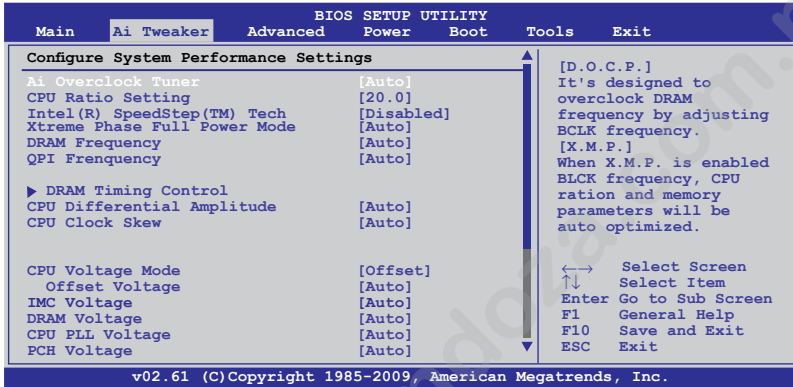 BIOS SETUP UTILITY
Main Ai Tweaker Advanced Power Boot Tools Exit
Configure System Performance Settings
Ai Overclock Tuner [Auto]
CPU Ratio Setting [20.0]
Intel(R) SpeedStep(TM) Tech [Disabled]
Xtreme Phase Full Power Mode [Auto]
DRAM Frequency [Auto]
QPI Frenquency [Auto]
DRAM Timing Control
CPU Differential Amplitude [Auto]
CPU Clock Skew [Auto]
CPU Voltage Mode [Offset]
Offset Voltage [Auto]
IMC Voltage [Auto]
DRAM Voltage [Auto]
CPU PLL Voltage [Auto]
PCH Voltage [Auto]
[D.O.C.P.]
It's designed to
overclock DRAM
frequency by adjusting
BCLK frequency.
[X.M.P.]
When X.M.P. is enabled
BLCK frequency, CPU
ration and memory
parameters will be
auto optimized.
←→ Select Screen
↑↓ Select Item
Enter Go to Sub Screen
F1 General Help
F10 Save and Exit
ESC Exit
v02.61 (C)Copyright 1985-2009, American Megatrends, Inc.